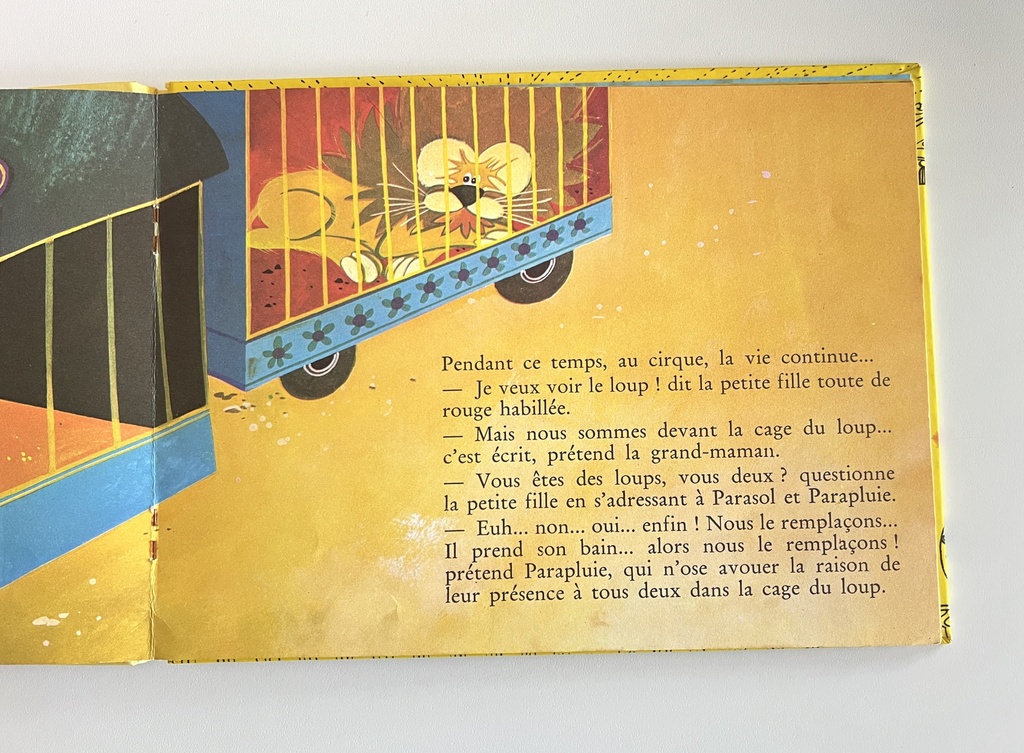 Pendant ce temps, au cirque, la vie continue...
— Je veux voir le loup ! dit la petite fille toute de
rouge habillée.
— Mais nous sommes devant la cage du loup...
c'est écrit, prétend la grand-maman.
— Vous êtes des loups, vous deux ? questionne
la petite fille en s'adressant à Parasol et Parapluie.
— Euh... non... oui... enfin ! Nous le remplaçons...
Il prend son bain... alors nous le remplaçons !
prétend Parapluie, qui n'ose avouer la raison de
leur présence à tous deux dans la cage du loup.